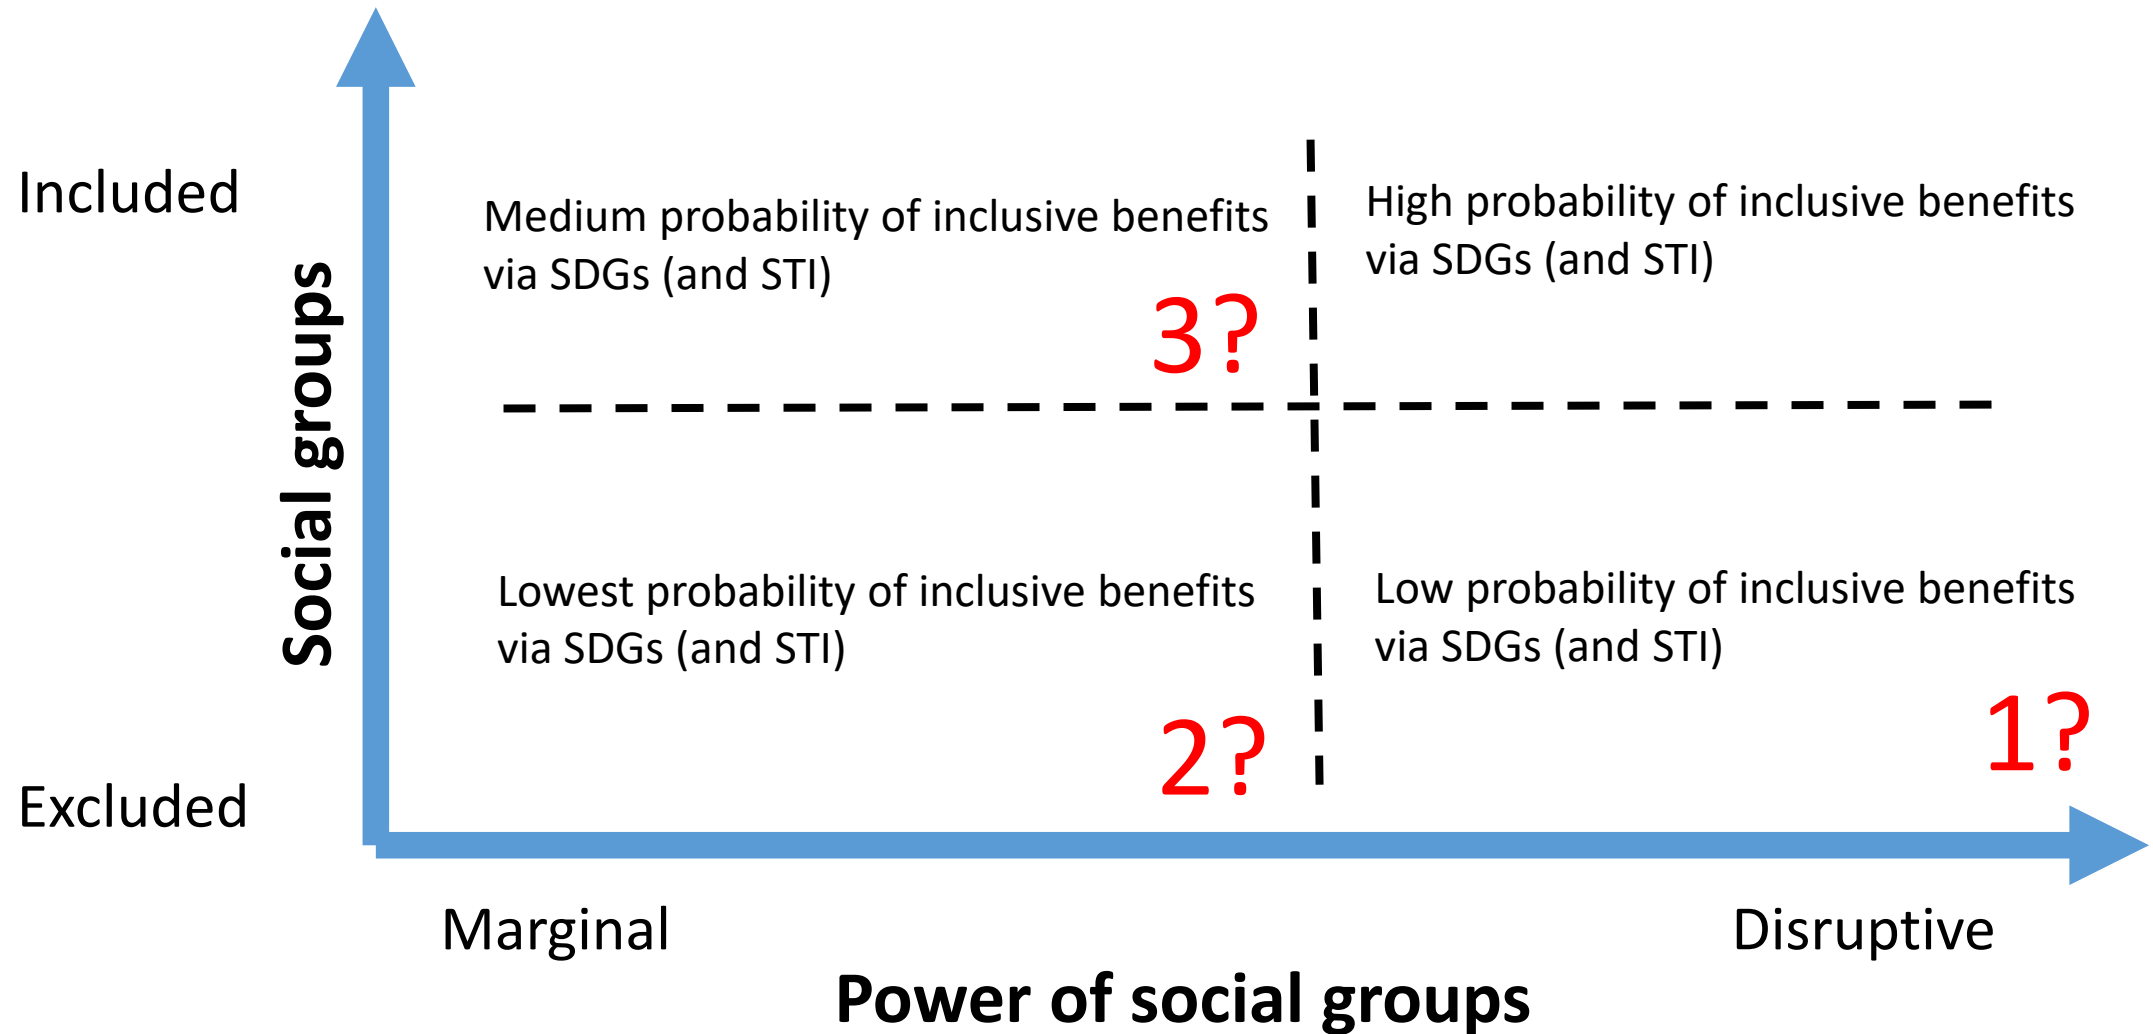 Included
Medium probability of inclusive benefits
via SDGs (and STI)
3?
High probability of inclusive benefits
via SDGs (and STI)
Social groups
Lowest probability of inclusive benefits
via SDGs (and STI)
2?
Low probability of inclusive benefits
via SDGs (and STI)
1?
Excluded
Marginal
Disruptive
Power of social groups